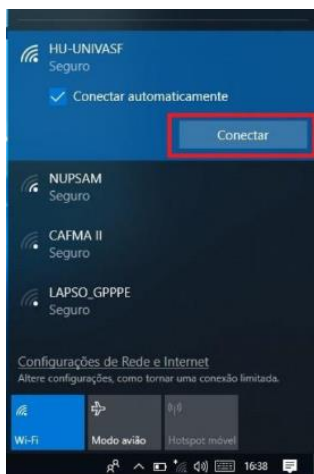 HU-UNIVASF
Seguro
Conectar automaticamente
Conectar
NUPSAM
Seguro
CAFMA II
Seguro
LAPSO_GPPPE
Seguro
Configurações de Rede e Internet
Altere configurações, como tornar uma conexão limitada.
Wi-Fi
Modo avião
Hotspot móvel
16:38